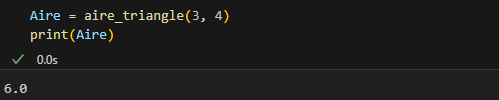 Aire = aire_triangle(3, 4)
print(Aire)
✓ 0.0s
6.0